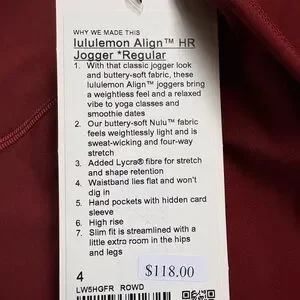 WHY WE MADE THIS
lululemon Align™ HR
Jogger *Regular
1. With that classic jogger look
and buttery-soft fabric, these
lululemon Align™ joggers bring
a weightless feel and a relaxed
vibe to yoga classes and
smoothie dates
2. Our buttery-soft Nulu™ fabric
feels weightlessly light and is
sweat-wicking and four-way
stretch
3. Added Lycra® fibre for stretch
and shape retention
4. Waistband lies flat and won't
dig in
5. Hand pockets with hidden card
sleeve
6. High rise
7. Slim fit is streamlined with a
little extra room in the hips
and legs
4
$118.00
LW5HGFR ROWD